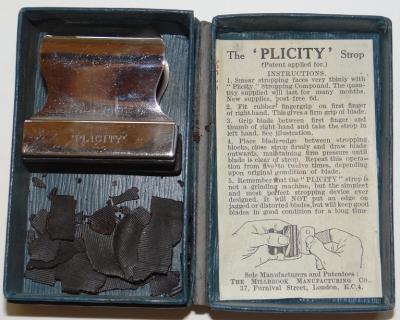 "PLICITY"
The 'PLICITY' Strop
(Patent applied for.)
INSTRUCTIONS.
1. Smear stropping faces very thinly with
"Plicity" Stropping Compound. The quan-
tity supplied will last for many months.
New supplies, post free 6d.
2. Fit rubber fingergrip on first finger
of right hand. This gives a firm grip of blade.
3. Grip blade between first finger and
thumb of right hand and take the strop in
left hand. See illustration.
4. Place blade-edge between stropping
blocks, close strop firmly and draw blade
outwards, maintaining firm pressure until
blade is clear of strop. Repeat this opera-
tion from five to twelve times, depending
upon original condition of blade.
5. Remember that the "PLICITY" strop is
not a grinding machine, but the simplest
and most perfect stropping device ever
designed. It will NOT put an edge on
jagged or distorted blades, but will keep good
blades in good condition for a long time
Sole Manufacturers and Patentees:
THE MILLBROOK MANUFACTURING CO.,
37, Furnival Street, London, E.C.4.